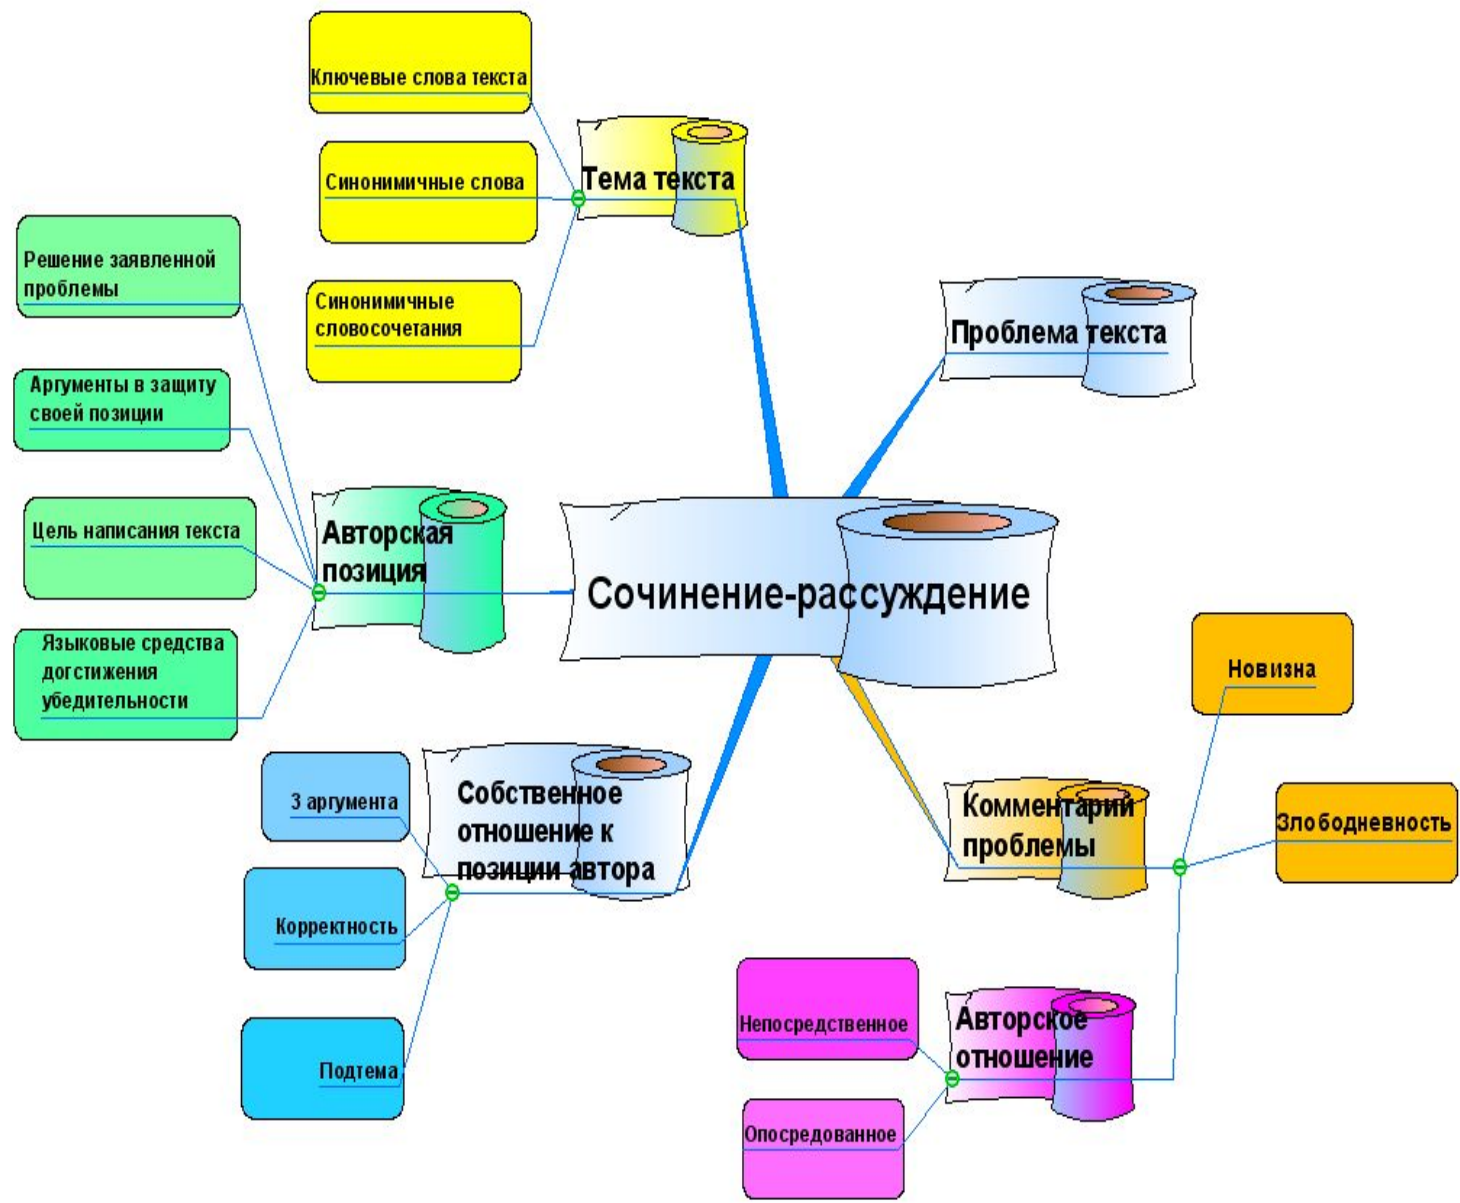 Ключевые слова текста
Синонимичные слова
Синонимичные
словосочетания
Тема текста
Проблема текста
Решение заявленной
проблемы
Аргументы в защиту
своей позиции
Цель написания текста
Языковые средства
догстижения
убедительности
Авторская
позиция
Сочинение-рассуждение
Новизна
Злободневность
Комментарий
проблемы
3 аргумента
Корректность
Подтема
Собственное
отношение к
позиции автора
Непосредственное
Опосредованное
Авторское
отношение